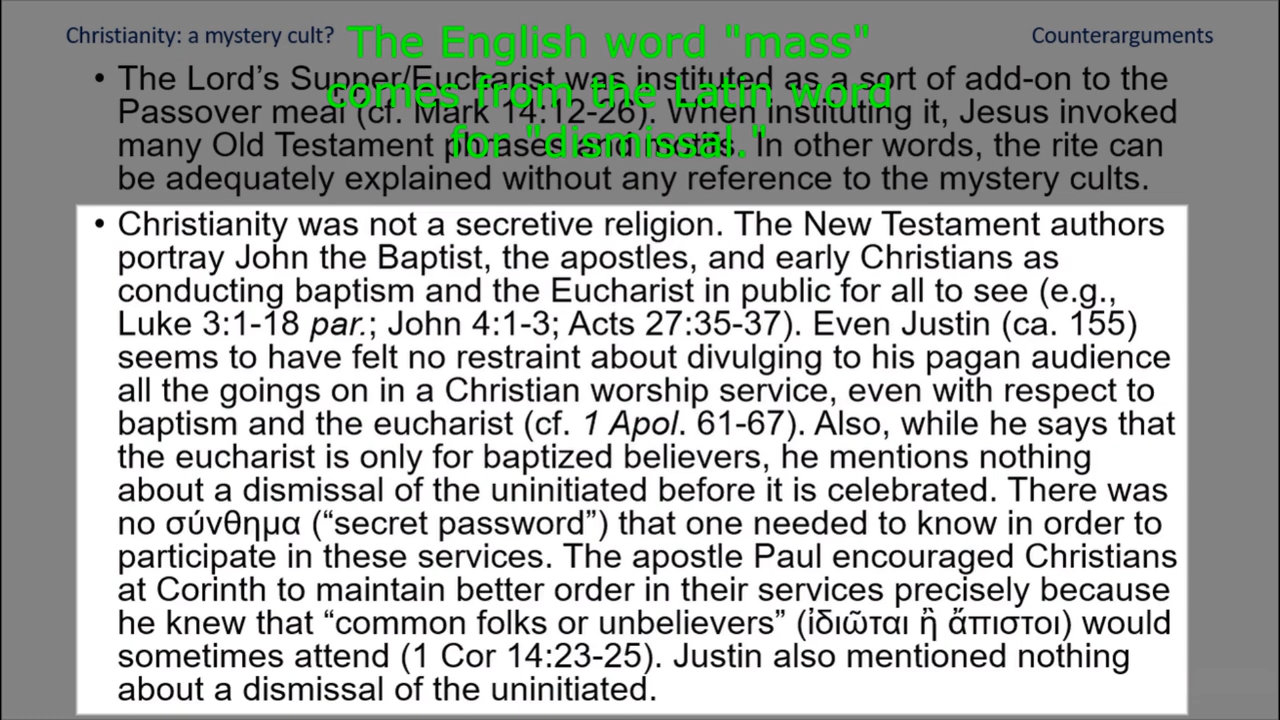 Christianity: a mystery cult?
Counterarguments
The English word "mass"
comes from the Latin word
for "dismissal."
• The Lord’s Supper/Eucharist was instituted as a sort of add-on to the
Passover meal (cf. Mark 14:12-26). When instituting it, Jesus invoked
many Old Testament phrases and motifs. In other words, the rite can
be adequately explained without any reference to the mystery cults.
• Christianity was not a secretive religion. The New Testament authors
portray John the Baptist, the apostles, and early Christians as
conducting baptism and the Eucharist in public for all to see (e.g.,
Luke 3:1-18 par.; John 4:1-3; Acts 27:35-37). Even Justin (ca. 155)
seems to have felt no restraint about divulging to his pagan audience
all the goings on in a Christian worship service, even with respect to
baptism and the eucharist (cf. 1 Apol. 61-67). Also, while he says that
the eucharist is only for baptized believers, he mentions nothing
about a dismissal of the uninitiated before it is celebrated. There was
no σύνθημα (“secret password”) that one needed to know in order to
participate in these services. The apostle Paul encouraged Christians
at Corinth to maintain better order in their services precisely because
he knew that “common folks or unbelievers” (ἰδιῶται ἢ ἄπιστοι) would
sometimes attend (1 Cor 14:23-25). Justin also mentioned nothing
about a dismissal of the uninitiated.